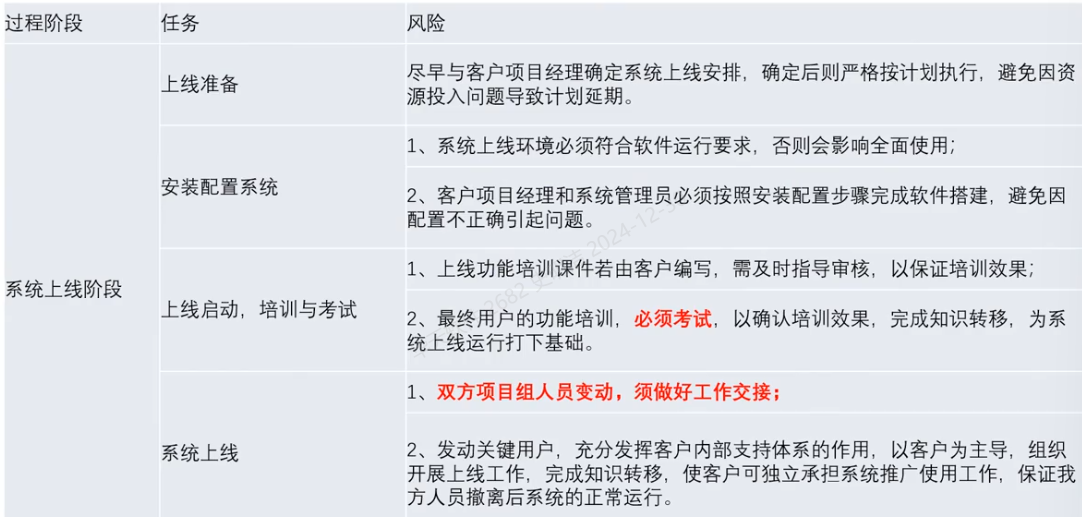 过程阶段
任务
风险
系统上线阶段
上线准备
尽早与客户项目经理确定系统上线安排，确定后则严格按计划执行，避免因资
源投入问题导致计划延期。
安装配置系统
1、系统上线环境必须符合软件运行要求，否则会影响全面使用；
2、客户项目经理和系统管理员必须按照安装配置步骤完成软件搭建，避免因
配置不正确引起问题。
上线启动，培训与考试
1、上线功能培训课件若由客户编写，需及时指导审核，以保证培训效果；
2、最终用户的功能培训，必须考试，以确认培训效果，完成知识转移，为系
统上线运行打下基础。
系统上线
1、双方项目组人员变动，须做好工作交接；
2、发动关键用户，充分发挥客户内部支持体系的作用，以客户为主导，组织
开展上线工作，完成知识转移，使客户可独立承担系统推广使用工作，保证我
方人员撤离后系统的正常运行。